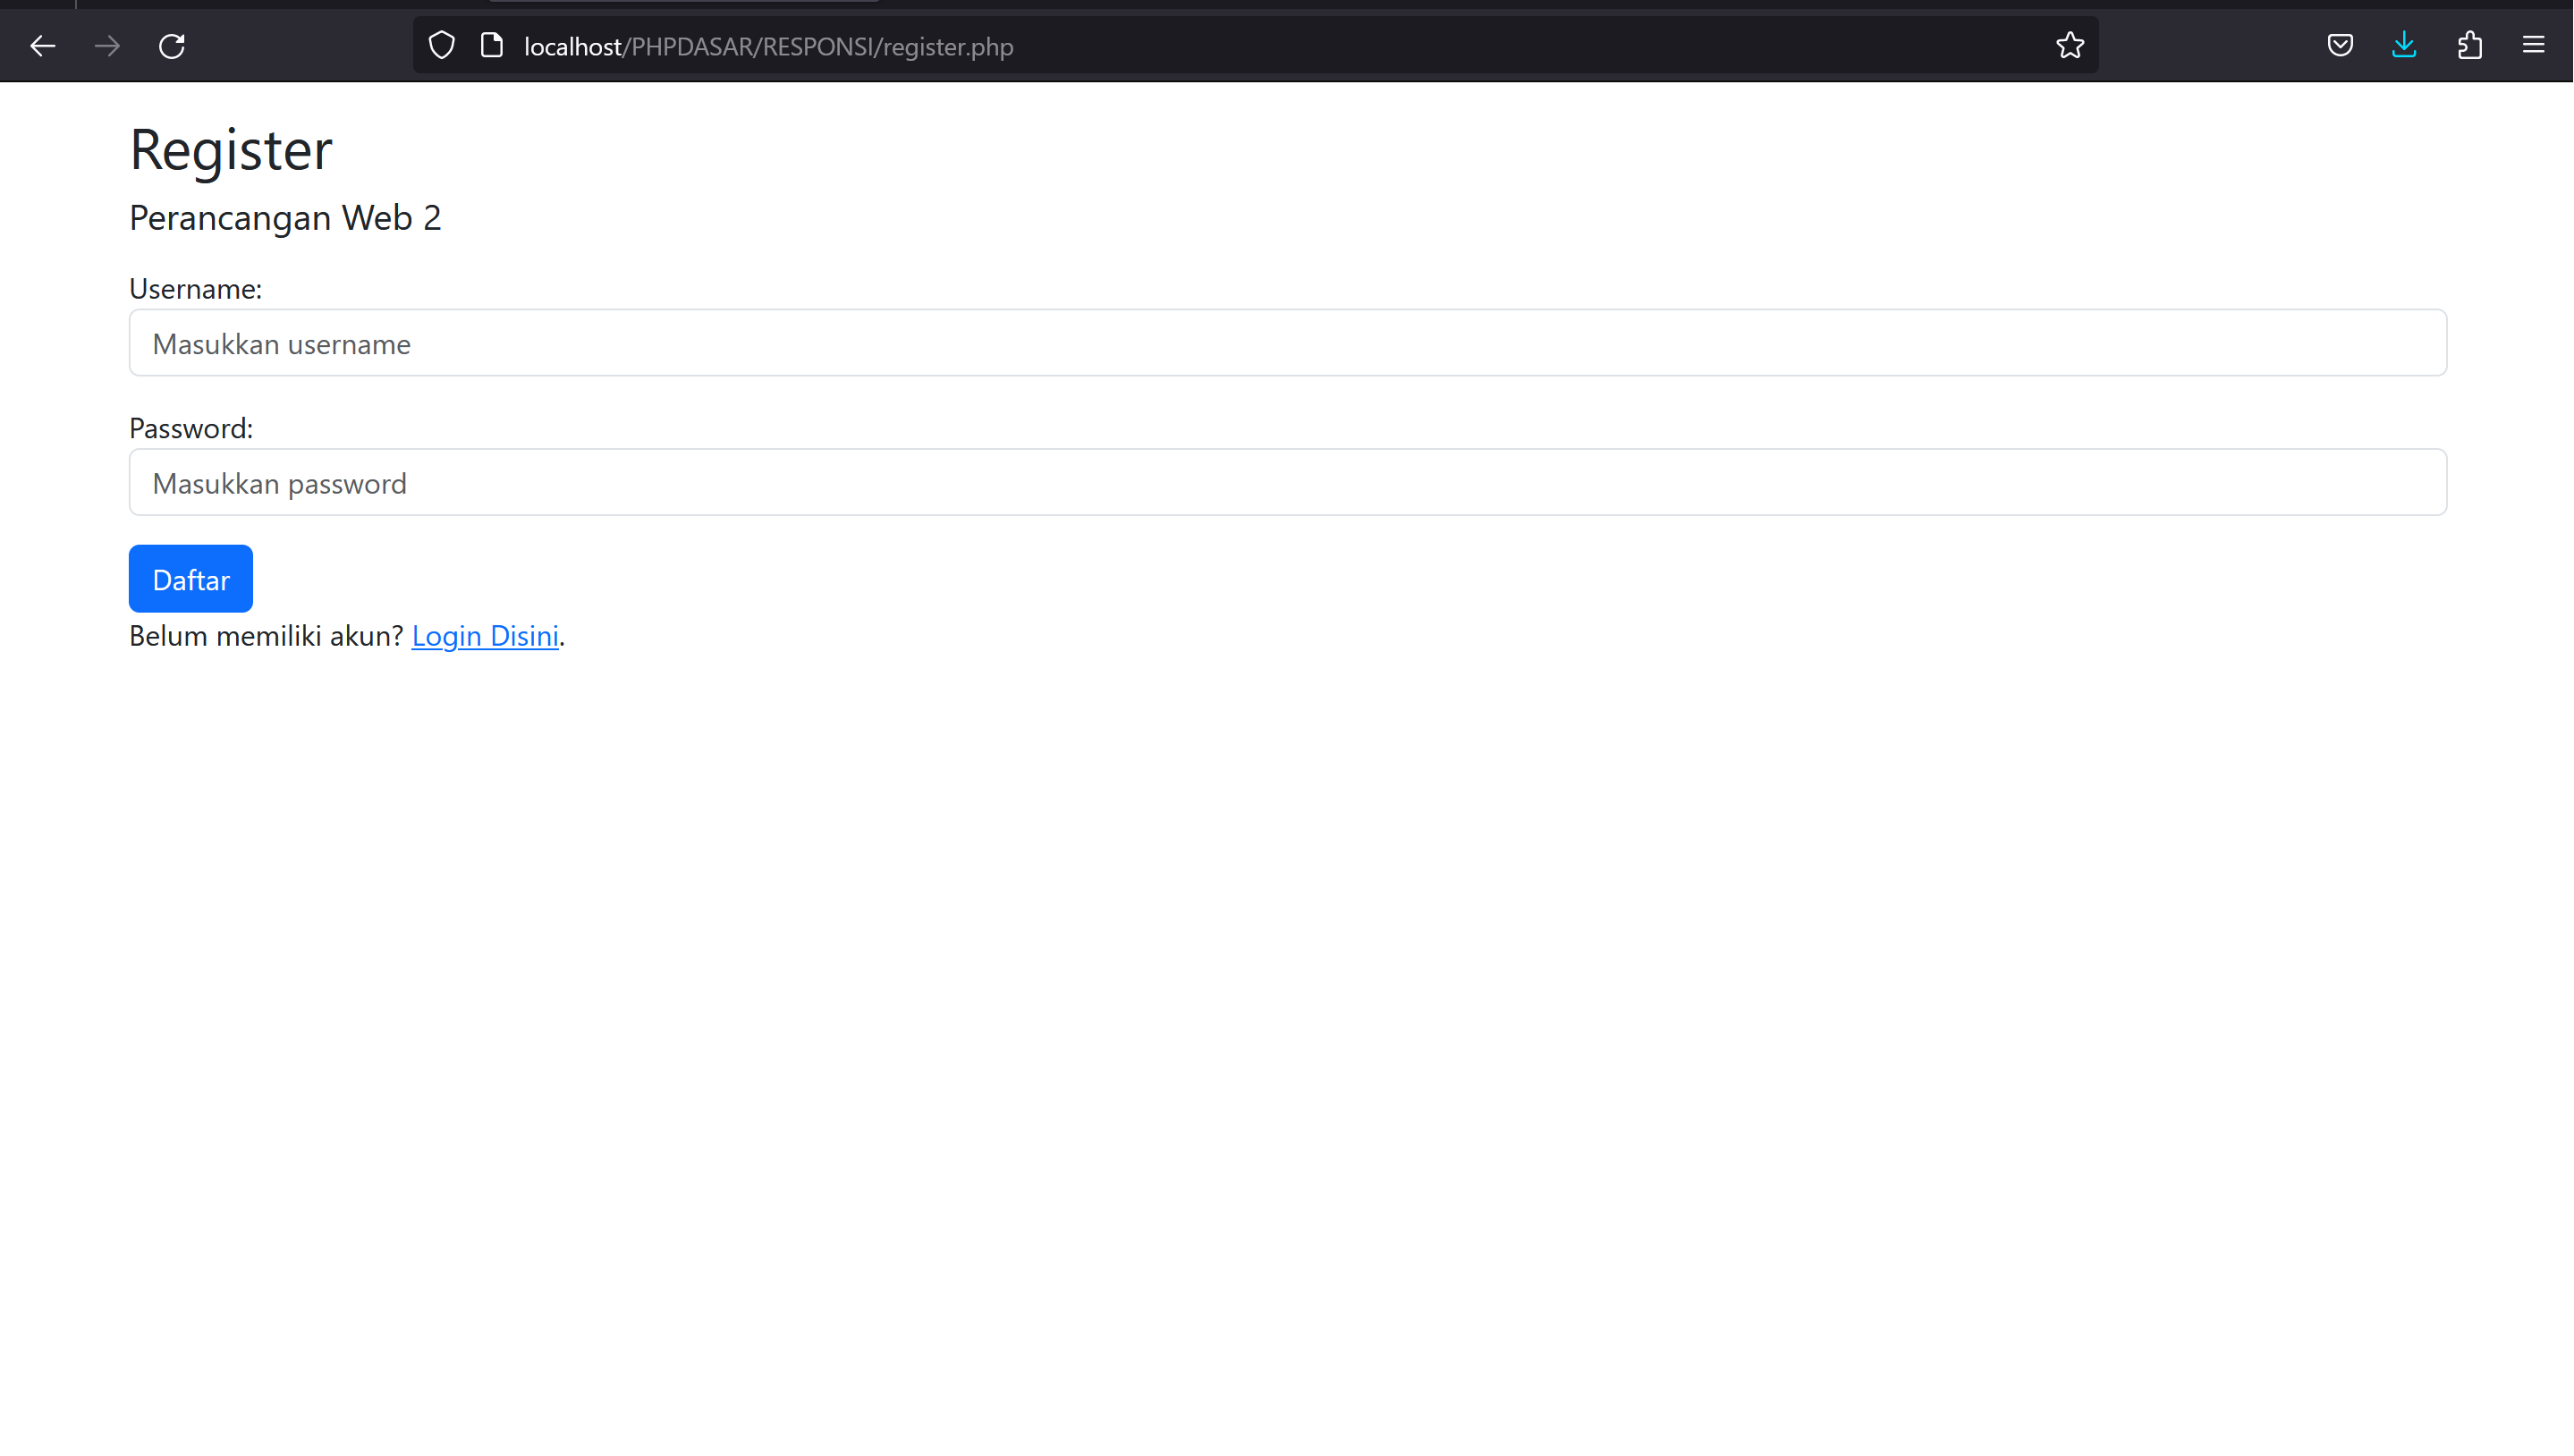 localhost/PHPDASAR/RESPONSI/register.php
Register
Perancangan Web 2
Username:
Masukkan username
Password:
Masukkan password
Daftar
Belum memiliki akun? Login Disini.